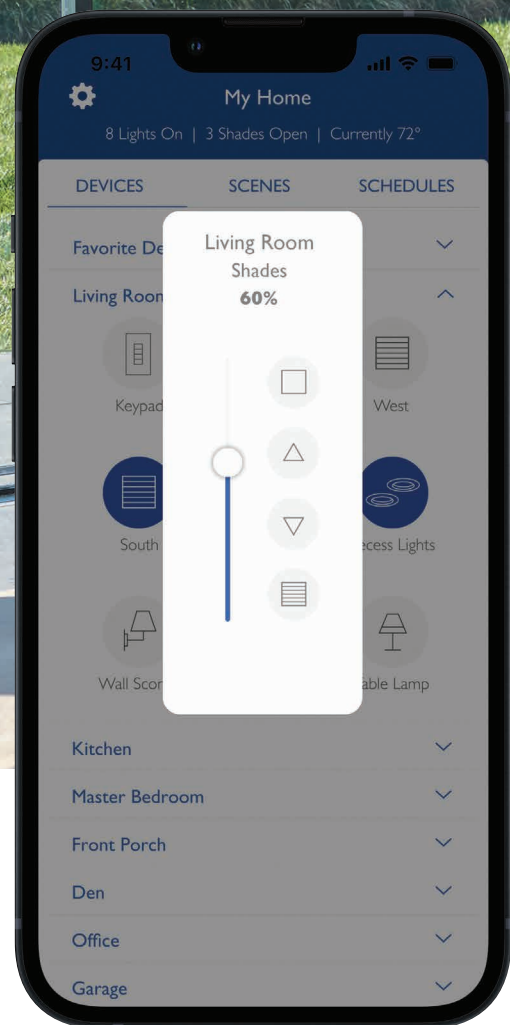 9:41
My Home
8 Lights On | 3 Shades Open | Currently 72°
DEVICES SCENES SCHEDULES
Favorite De
Living Room
Living Room
Shades
60%
Keypad
West
South
ecess Lights
Wall Scon
able Lamp
Kitchen
Master Bedroom
Front Porch
Den
Office
Garage